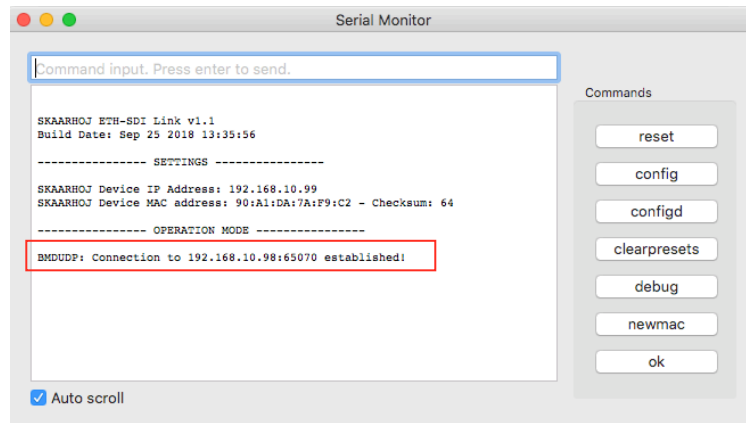 Serial Monitor
Command input. Press enter to send.
Commands
SKAARHOJ ETH-SDI Link v1.1
Build Date: Sep 25 2018 13:35:56
---------------- SETTINGS ----------------
SKAARHOJ Device IP Address: 192.168.10.99
SKAARHOJ Device MAC address: 90:A1:DA:7A:F9:C2 - Checksum: 64
---------------- OPERATION MODE ----------------
BMDUDP: Connection to 192.168.10.98:65070 established!
reset
config
configd
clearpresets
debug
newmac
ok
Auto scroll